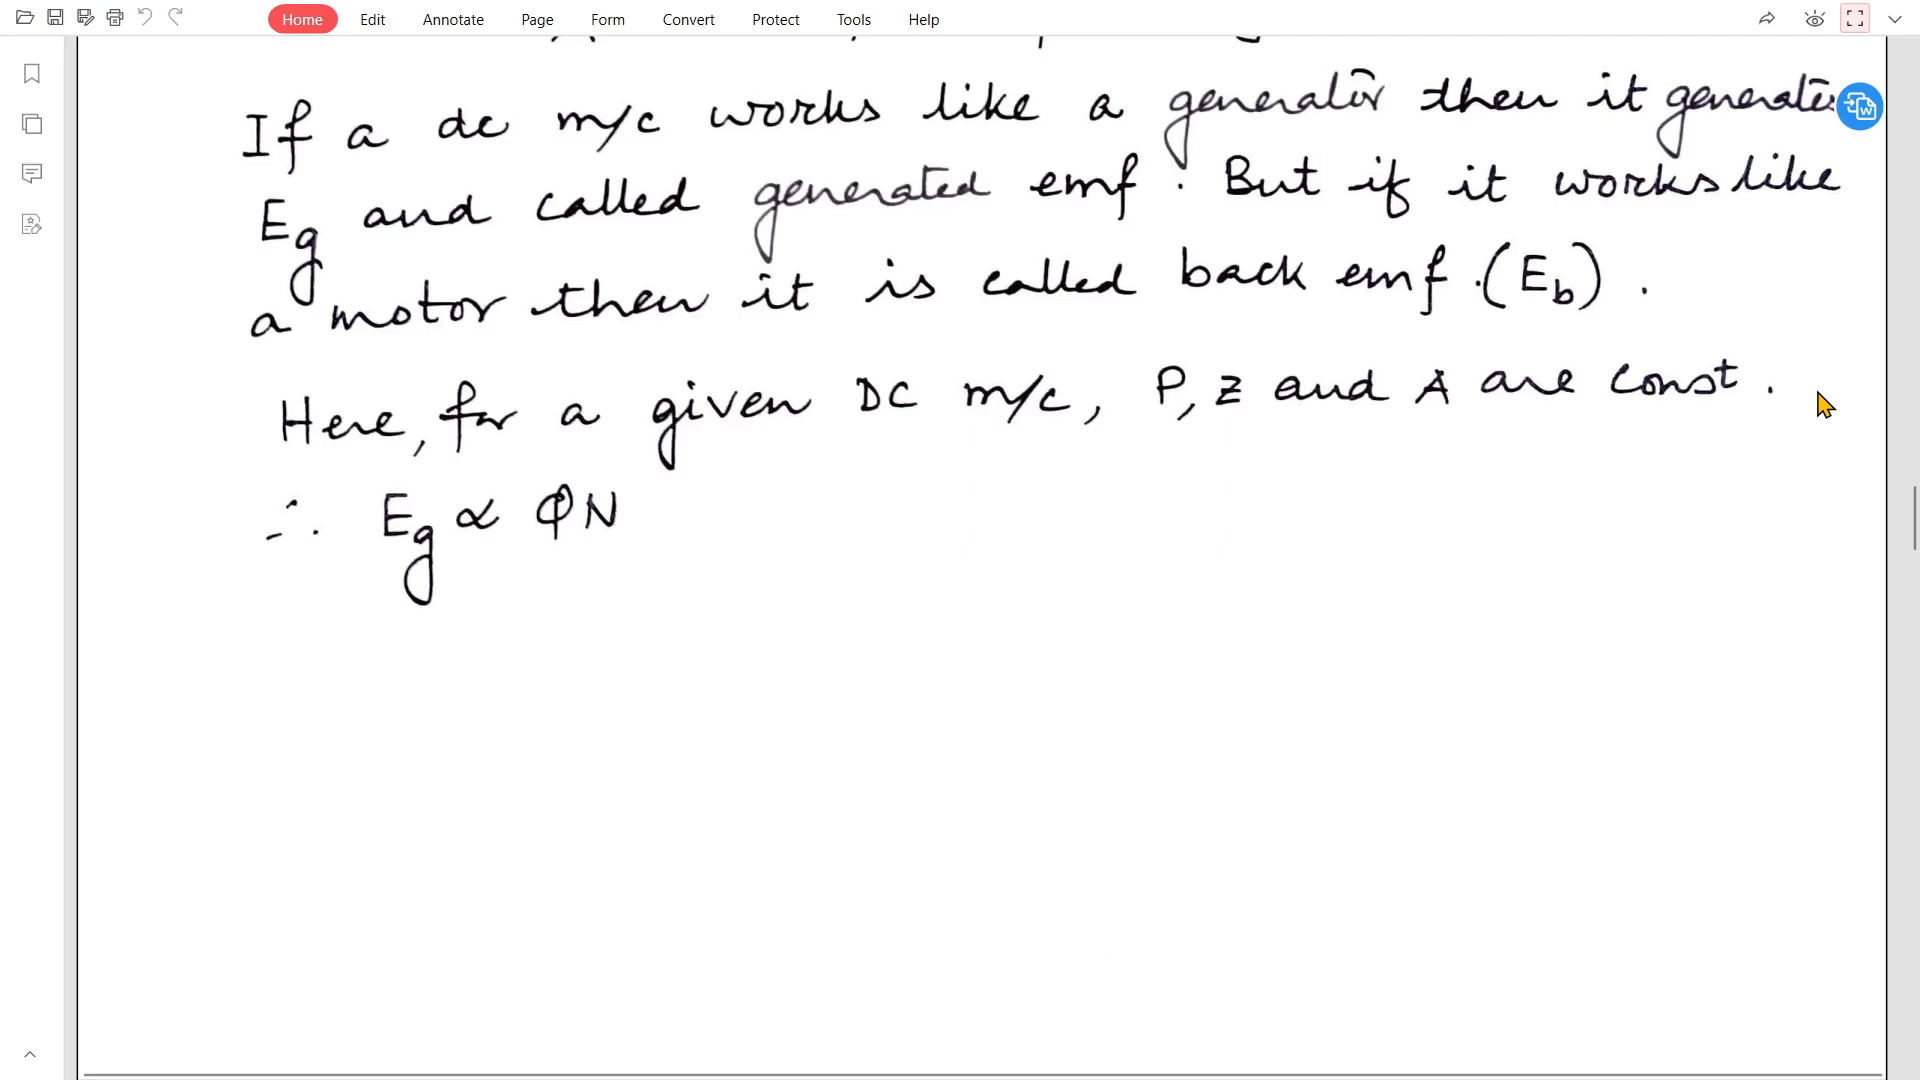 Home Edit Annotate Page Form Convert Protect Tools Help
If a dc m/c works like a generator then it generates
Eg and called generated emf. But if it works like
a motor then it is called back emf. (Eb).
Here, for a given DC m/c, P, Z and A are const.
∴ Eg ∝ ΦN